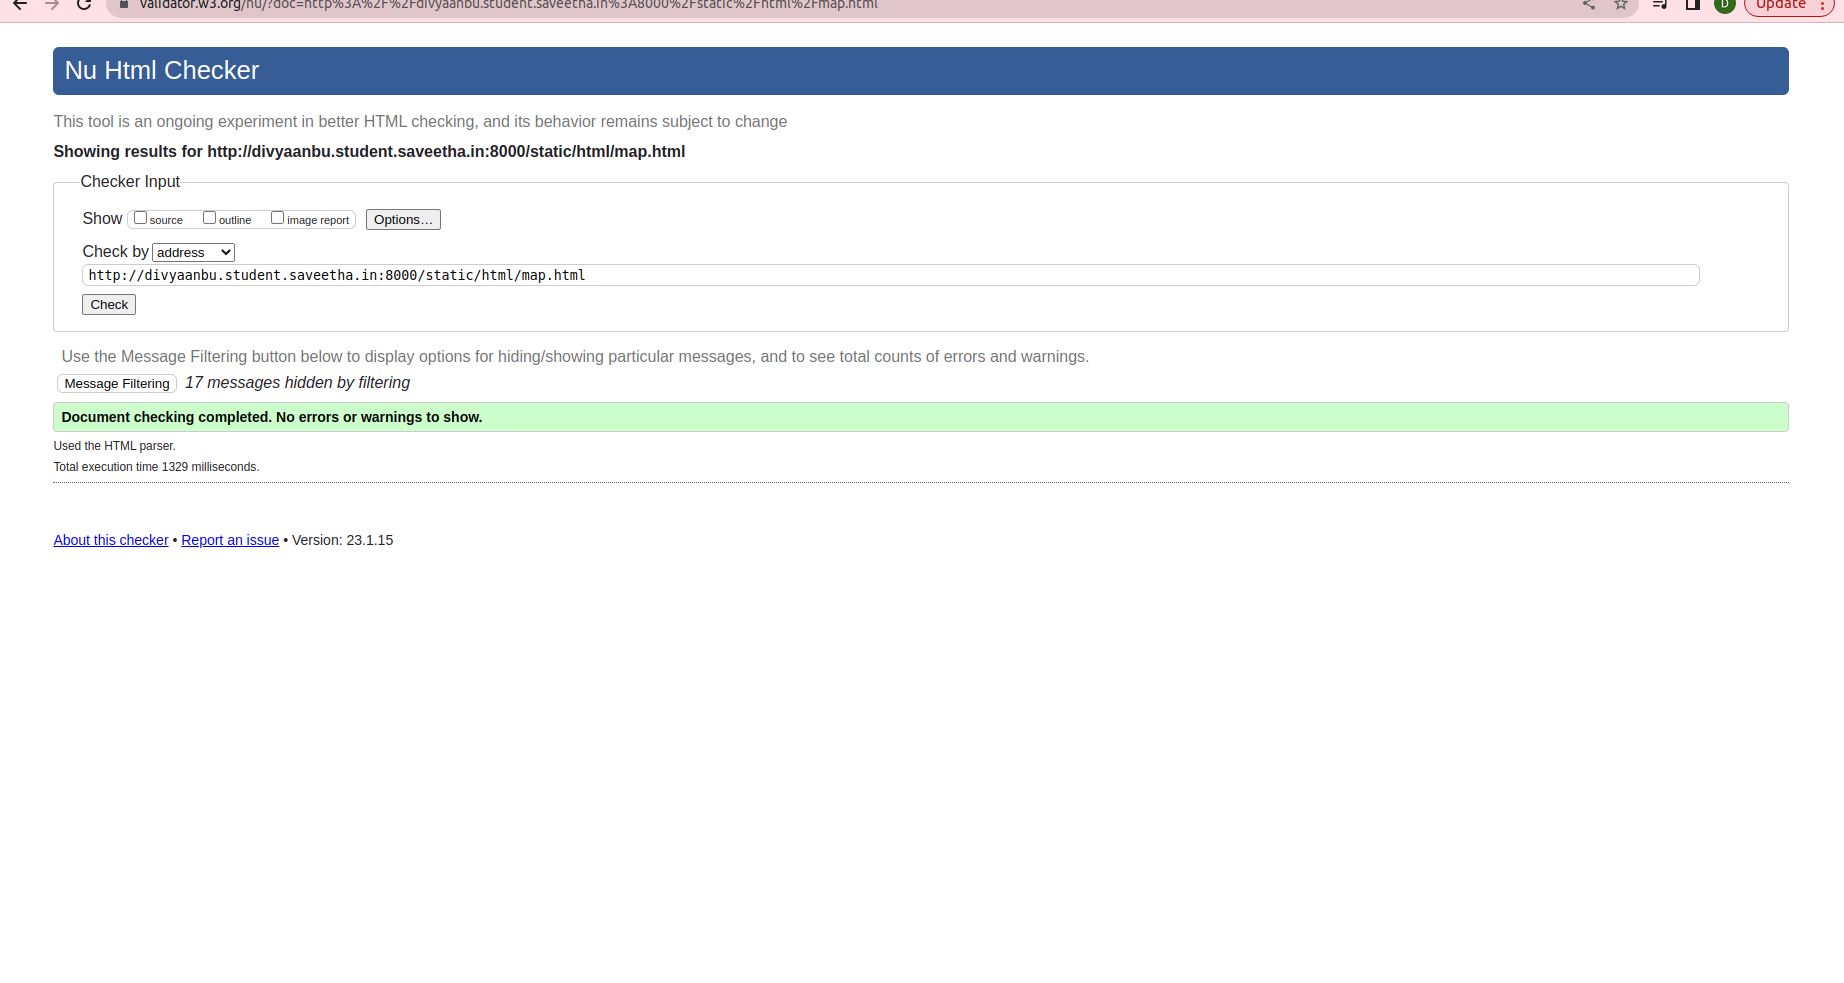 validator.w3.org/nu/?doc=http%3A%2F%2Fdivyaanbu.student.saveetha.in%3A8000%2Fstatic%2Fhtml%2Fmap.html
D
Update
Nu Html Checker
This tool is an ongoing experiment in better HTML checking, and its behavior remains subject to change
Showing results for http://divyaanbu.student.saveetha.in:8000/static/html/map.html
Checker Input
Show source outline image report Options...
Check by address
http://divyaanbu.student.saveetha.in:8000/static/html/map.html
Check
Use the Message Filtering button below to display options for hiding/showing particular messages, and to see total counts of errors and warnings.
Message Filtering 17 messages hidden by filtering
Document checking completed. No errors or warnings to show.
Used the HTML parser.
Total execution time 1329 milliseconds.
About this checker • Report an issue • Version: 23.1.15